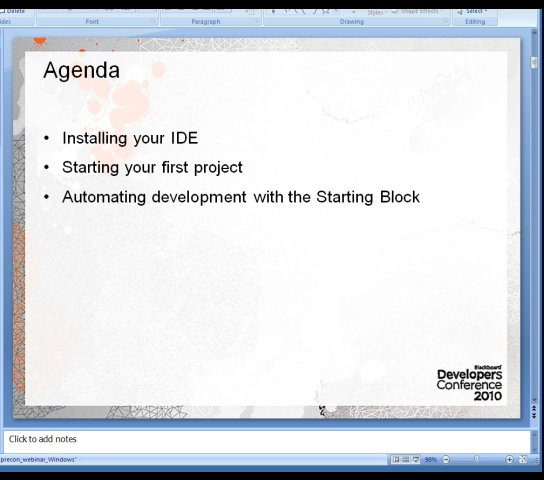 Delete
ides
Font
Paragraph
Styles
Shape Effects
Drawing
Select
Editing
Agenda
• Installing your IDE
• Starting your first project
• Automating development with the Starting Block
Blackboard
Developers
Conference
2010
Click to add notes
precon_webinar_Windows"
98%